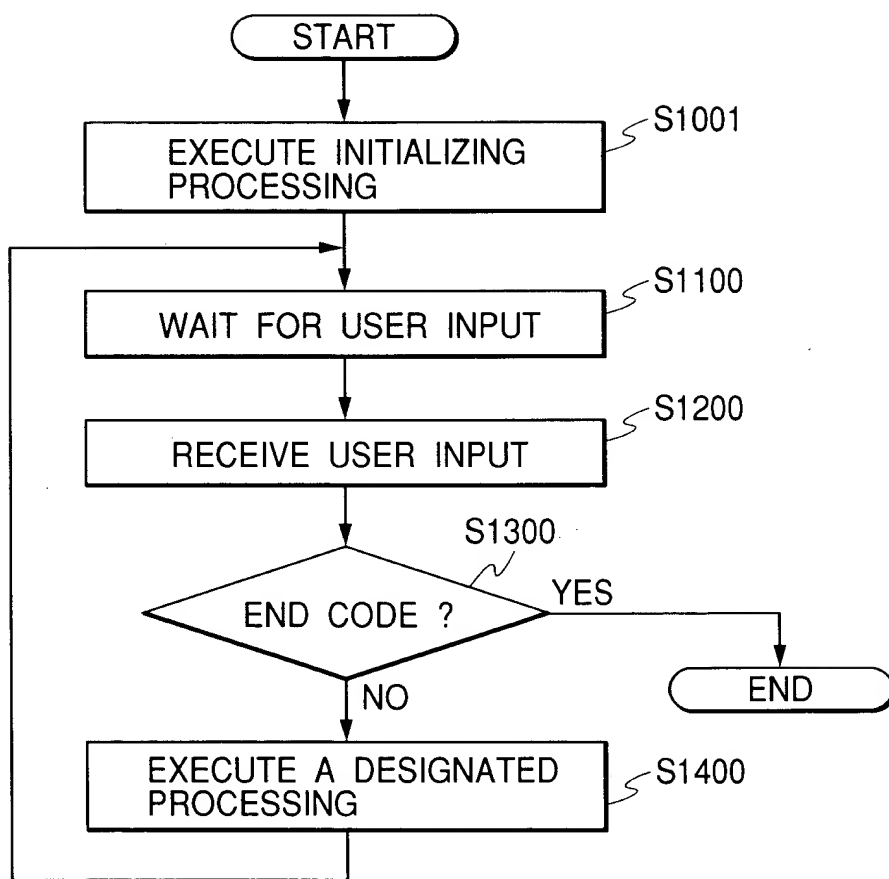 START
S1001
EXECUTE INITIALIZING
PROCESSING
S1100
WAIT FOR USER INPUT
S1200
RECEIVE USER INPUT
S1300
END CODE ?
YES
END
NO
EXECUTE A DESIGNATED
PROCESSING
S1400